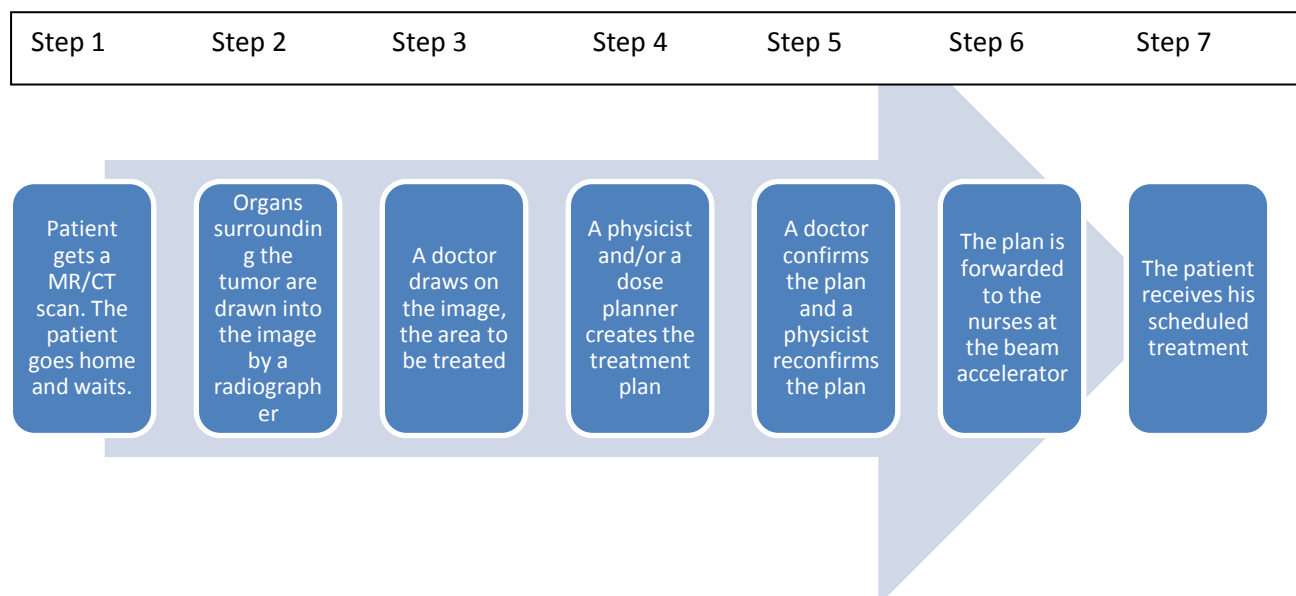 Step 1 Step 2 Step 3 Step 4 Step 5 Step 6 Step 7
Patient
gets a
MR/CT
scan. The
patient
goes home
and waits.
Organs
surroundin
g the
tumor are
drawn into
the image
by a
radiograph
er
A doctor
draws on
the image,
the area to
be treated
A physicist
and/or a
dose
planner
creates the
treatment
plan
A doctor
confirms
the plan
and a
physicist
reconfirms
the plan
The plan is
forwarded
to the
nurses at
the beam
accelerator
The patient
receives his
scheduled
treatment